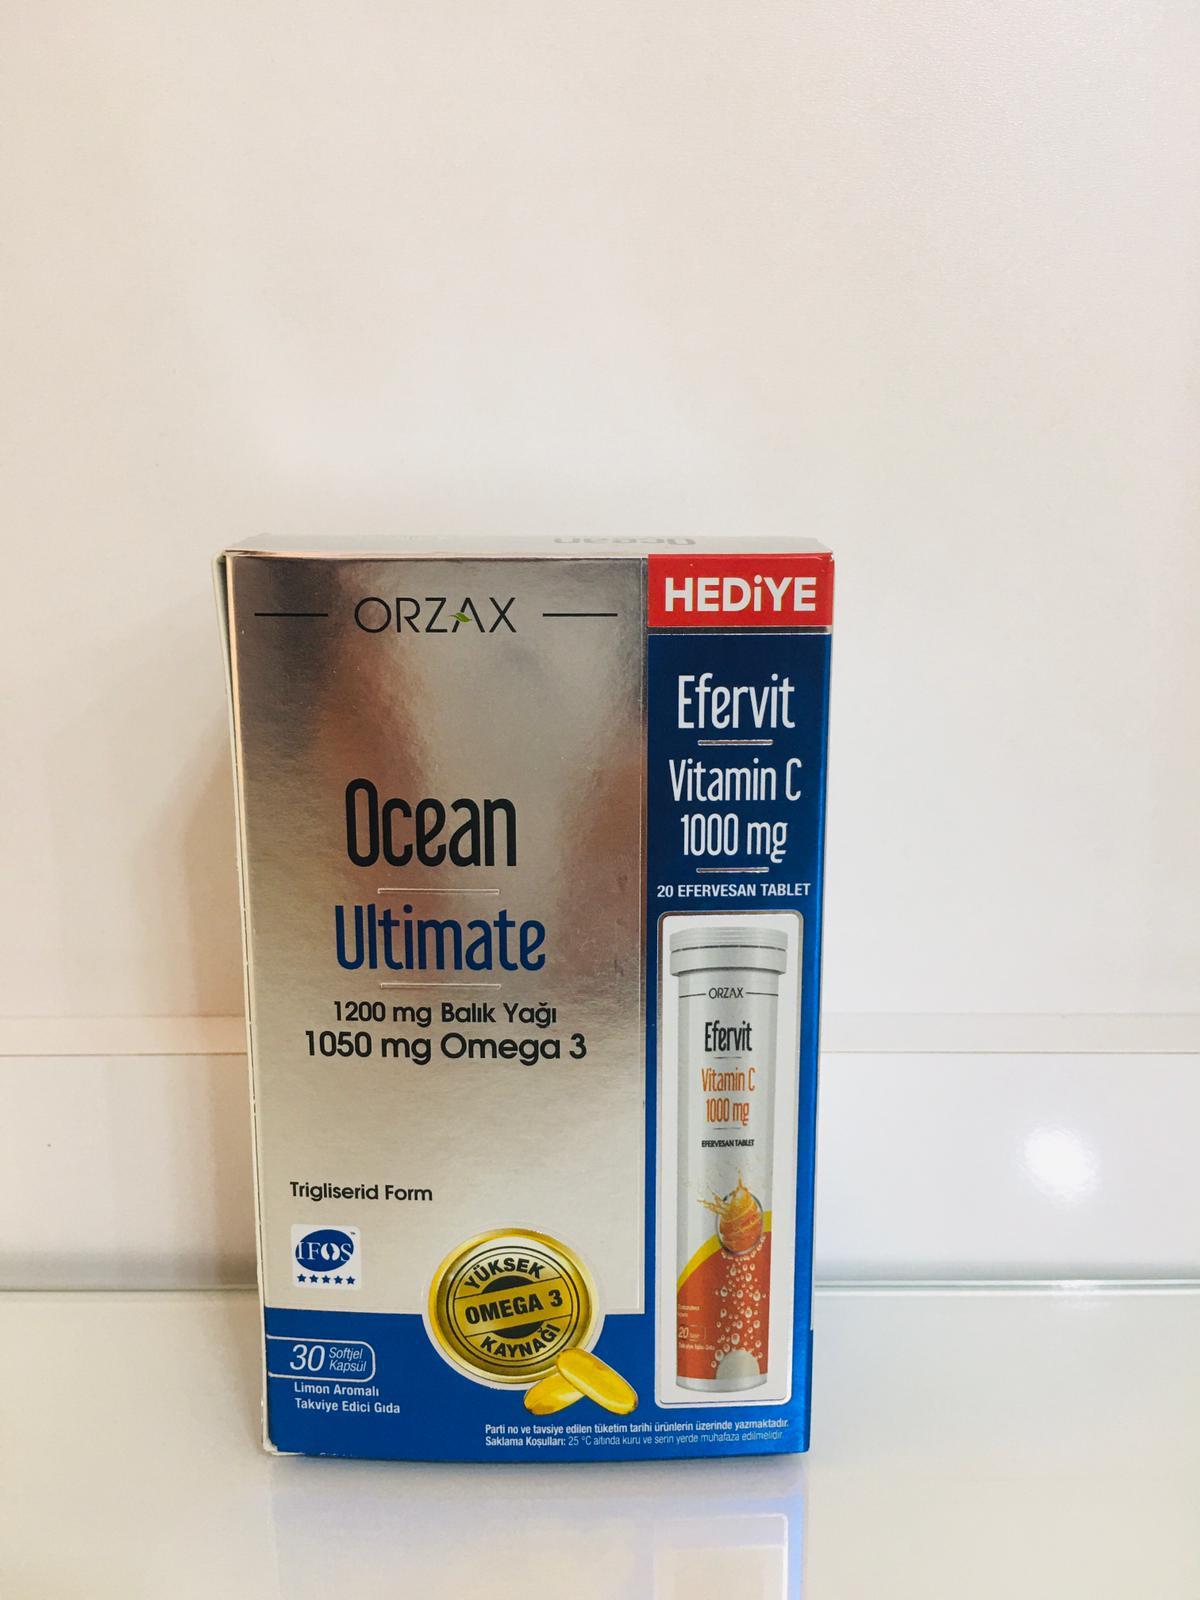 Ocean
ORZAX
Ocean
Ultimate
1200 mg Balık Yağı
1050 mg Omega 3
Trigliserid Form
IFOS
YÜKSEK
OMEGA 3
KAYNAĞI
30 Softjel
Kapsül
Limon Aromalı
Takviye Edici Gıda
HEDİYE
Efervit
Vitamin C
1000 mg
20 EFERVESAN TABLET
ORZAX
Efervit
Vitamin C
1000 mg
EFERVESAN TABLET
20
Parti no ve tavsiye edilen tüketim tarihi ürünlerin üzerinde yazmaktadır.
Saklama Koşulları: 25 °C altında kuru ve serin yerde muhafaza edilmelidir.